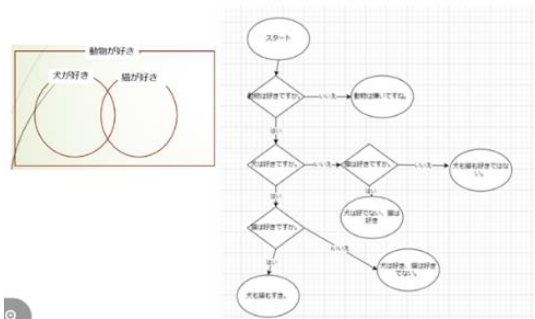 動物が好き
犬が好き
猫が好き
スタート
動物は好きですか。
いいえ
動物は嫌いですね。
はい
犬は好きですか。
いいえ
猫は好きですか。
いいえ
犬も猫も好きではな
い。
はい
はい
犬は好でない、猫は
好き
猫は好きですか。
いいえ
犬は好き、猫は好き
でない。
はい
犬も猫もすき。